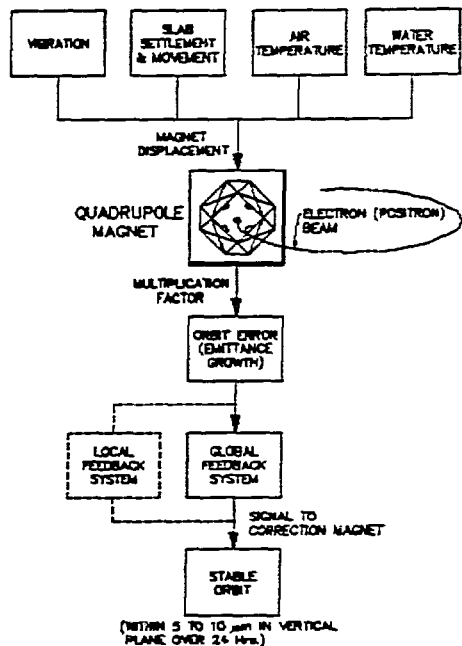 VIBRATION
SLAB
SETTLEMENT
& MOVEMENT
AIR
TEMPERATURE
WATER
TEMPERATURE
MAGNET
DISPLACEMENT
QUADRUPOLE
MAGNET
ELECTRON (POSITRON)
BEAM
MULTIPLICATION
FACTOR
ORBIT ERROR
(EMITTANCE
GROWTH)
LOCAL
FEEDBACK
SYSTEM
GLOBAL
FEEDBACK
SYSTEM
SIGNAL TO
CORRECTION MAGNET
STABLE
ORBIT
(WITHIN 5 TO 10 µm IN VERTICAL
PLANE OVER 24 Hrs.)